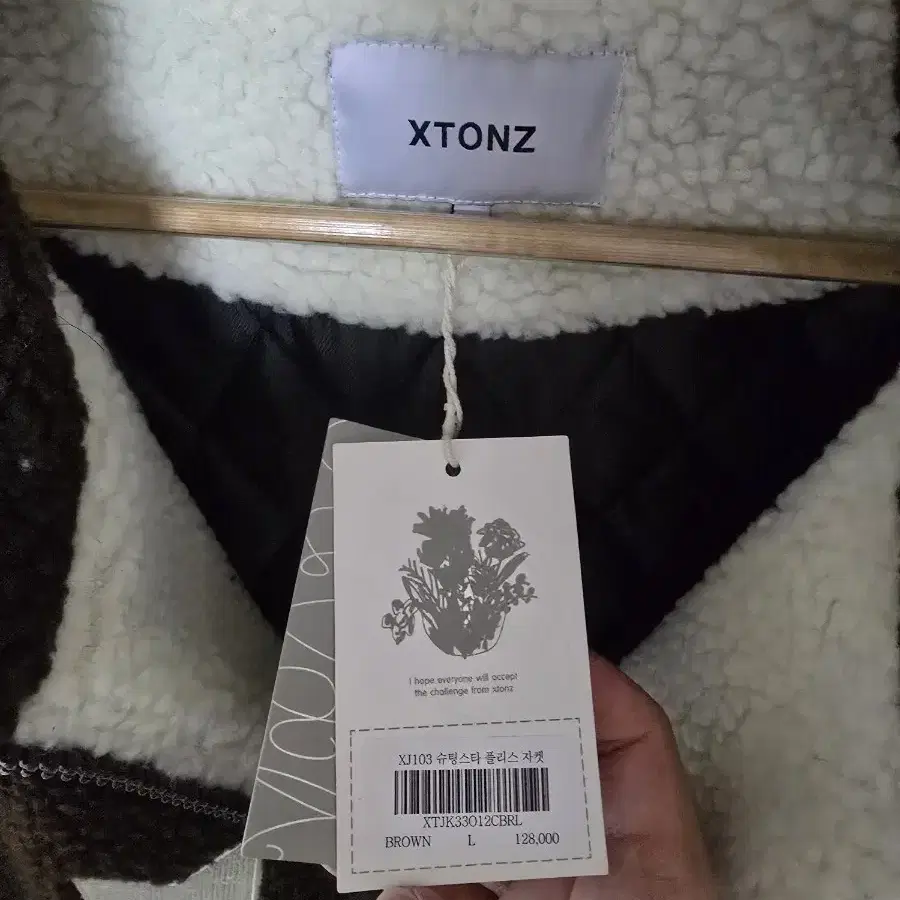 XTONZ
I hope everyone will accept
the challenge from xtonz
XJ103 슈팅스타 플리스 자켓
XTJK33O12CBRL
BROWN L 128,000